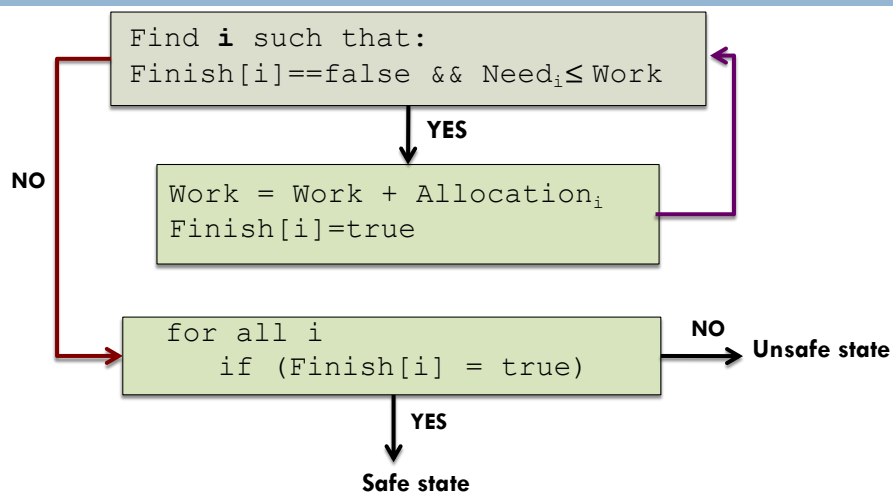 Find i such that:
Finish[i]==false && Needᵢ≤ Work
YES
NO
Work = Work + Allocationᵢ
Finish[i]=true
for all i
if (Finish[i] = true)
NO
Unsafe state
YES
Safe state